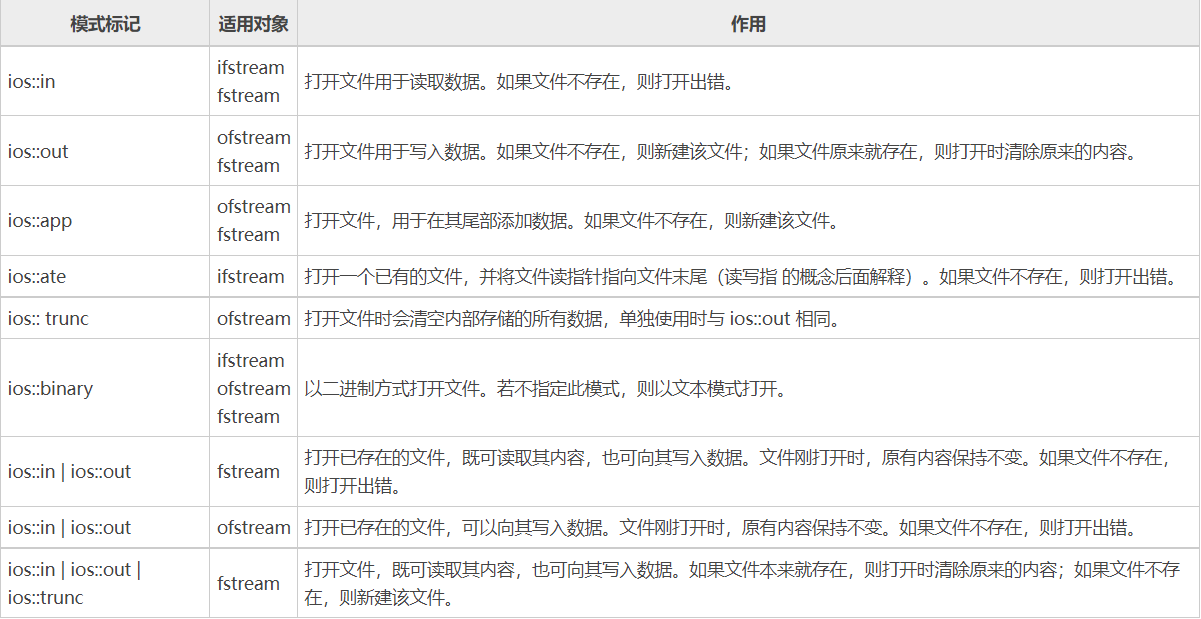 模式标记 适用对象 作用
ios::in
ifstream
fstream
打开文件用于读取数据。如果文件不存在，则打开出错。
ios::out
ofstream
fstream
打开文件用于写入数据。如果文件不存在，则新建该文件；如果文件原来就存在，则打开时清除原来的内容。
ios::app
ofstream
fstream
打开文件，用于在其尾部添加数据。如果文件不存在，则新建该文件。
ios::ate
ifstream
打开一个已有的文件，并将文件读指针指向文件末尾（读写指 的概念后面解释）。如果文件不存在，则打开出错。
ios:: trunc
ofstream
打开文件时会清空内部存储的所有数据，单独使用时与 ios::out 相同。
ios::binary
ifstream
ofstream
fstream
以二进制方式打开文件。若不指定此模式，则以文本模式打开。
ios::in | ios::out
fstream
打开已存在的文件，既可读取其内容，也可向其写入数据。文件刚打开时，原有内容保持不变。如果文件不存在，
则打开出错。
ios::in | ios::out
ofstream
打开已存在的文件，可以向其写入数据。文件刚打开时，原有内容保持不变。如果文件不存在，则打开出错。
ios::in | ios::out |
ios::trunc
fstream
打开文件，既可读取其内容，也可向其写入数据。如果文件本来就存在，则打开时清除原来的内容；如果文件不存
在，则新建该文件。